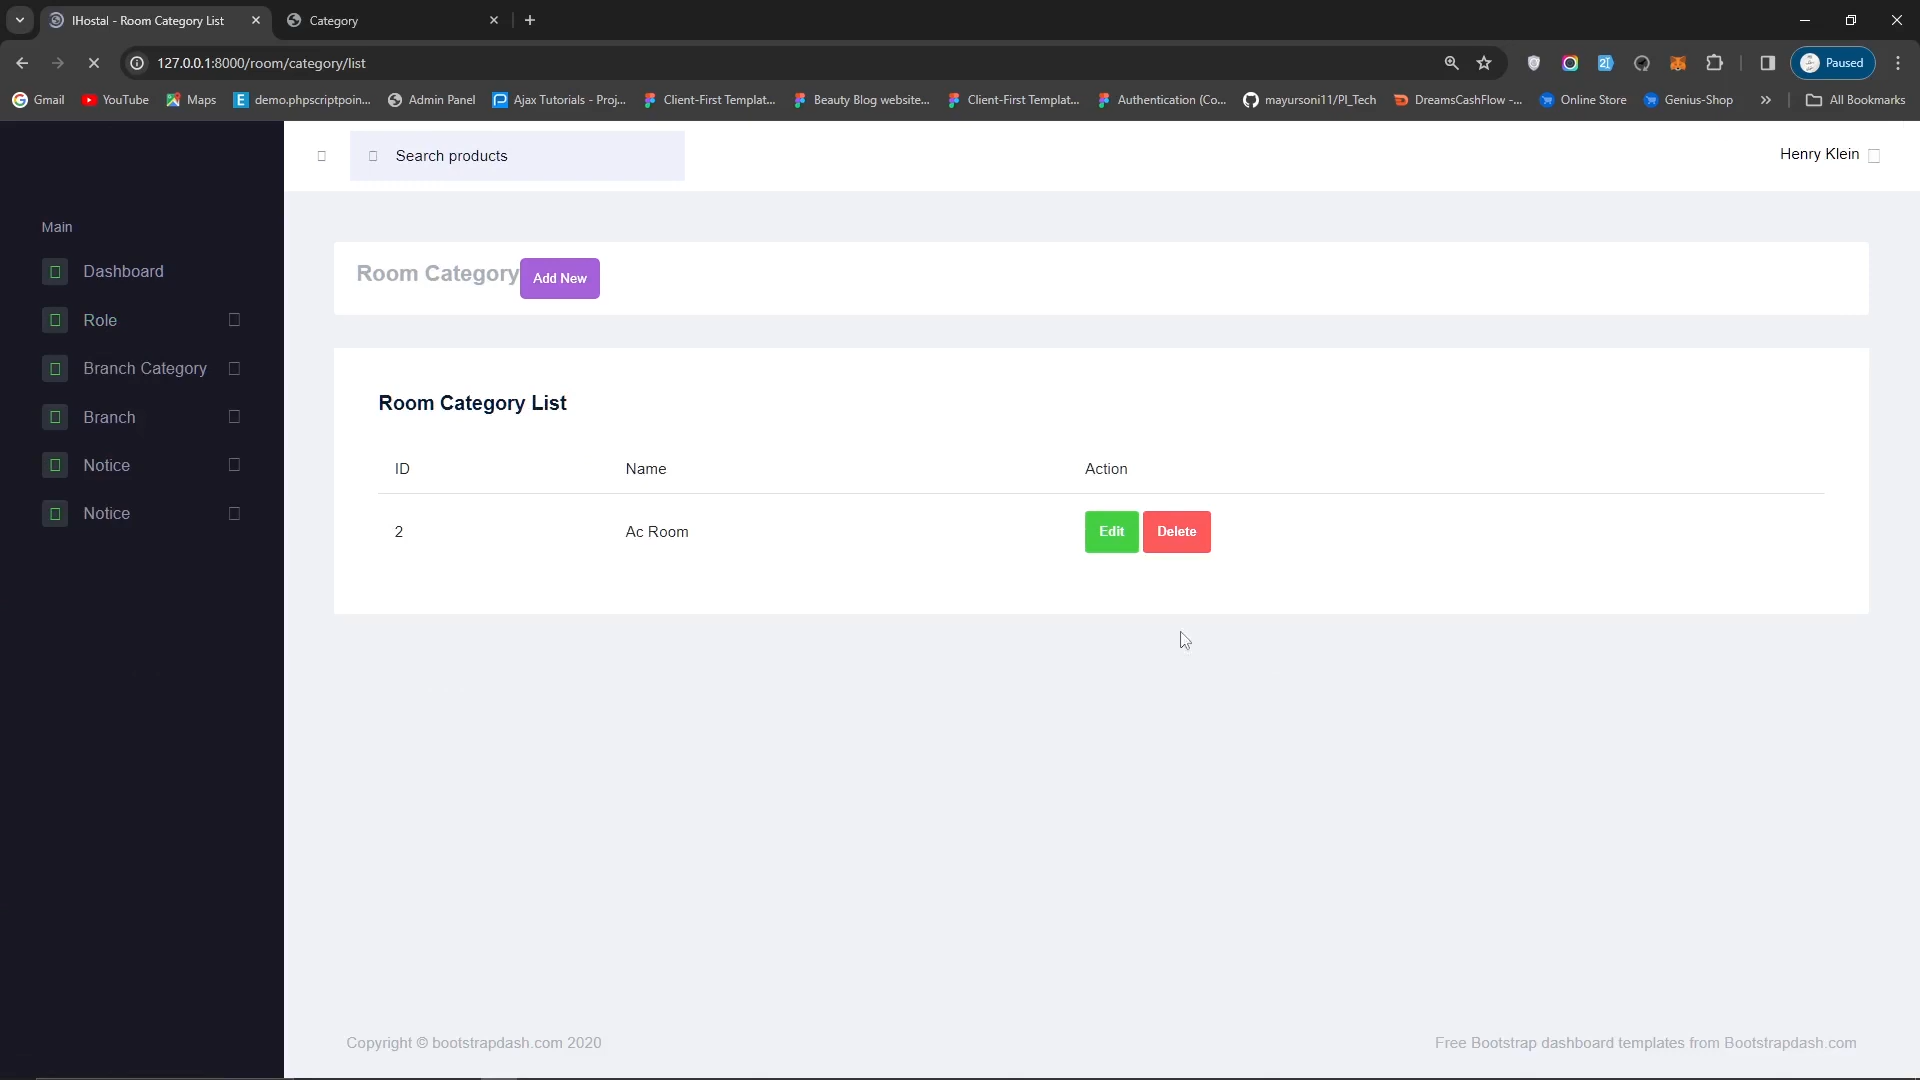 IHostal - Room Category List
Category
127.0.0.1:8000/room/category/list
Paused
Gmail
YouTube
Maps
demo.phpscriptpoin...
Admin Panel
Ajax Tutorials - Proj...
Client-First Templat...
Beauty Blog website...
Client-First Templat...
Authentication (Co...
mayursoni11/PI_Tech
DreamsCashFlow -...
Online Store
Genius-Shop
All Bookmarks
Search products
Henry Klein
Main
Dashboard
Role
Branch Category
Branch
Notice
Notice
Room Category
Add New
Room Category List
ID Name Action
2 Ac Room Edit Delete
Copyright © bootstrapdash.com 2020
Free Bootstrap dashboard templates from Bootstrapdash.com